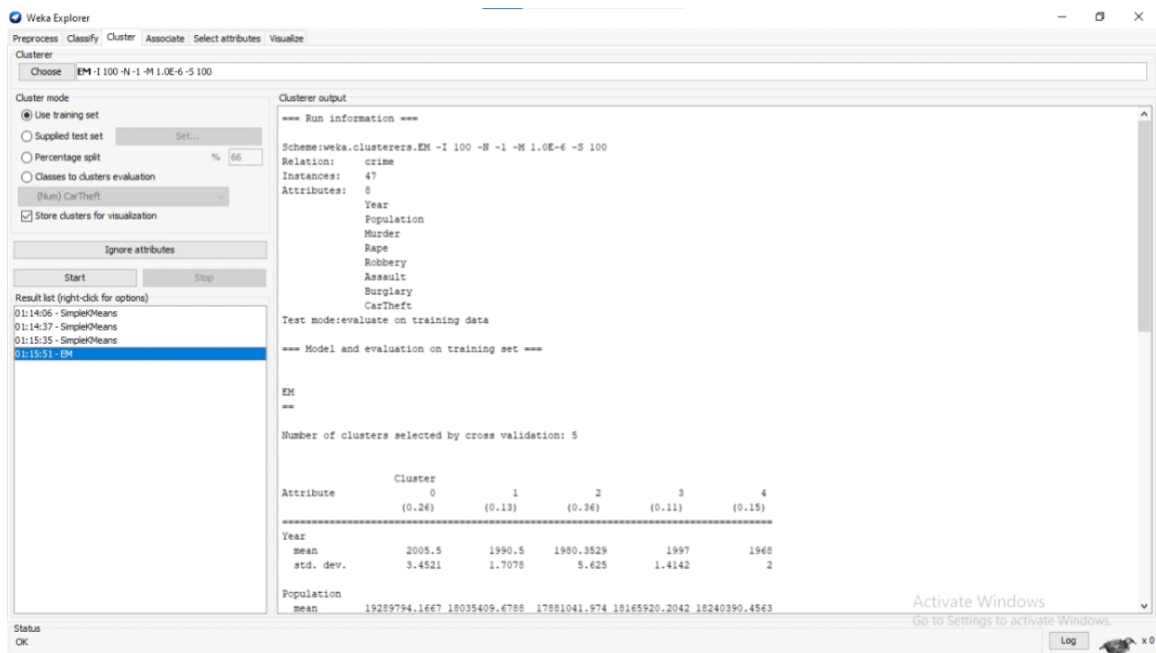 Weka Explorer
Preprocess Classify Cluster Associate Select attributes Visualize
Clusterer
Choose EM -I 100 -N -1 -M 1.0E-6 -S 100
Cluster mode
Use training set
Supplied test set Set...
Percentage split % 66
Classes to clusters evaluation
(Num) CarTheft
Store clusters for visualization
Ignore attributes
Start Stop
Result list (right-click for options)
01:14:06 - SimpleKMeans
01:14:37 - SimpleKMeans
01:15:35 - SimpleKMeans
01:15:51 - EM
Clusterer output
=== Run information ===
Scheme:weka.clusterers.EM -I 100 -N -1 -M 1.0E-6 -S 100
Relation: crime
Instances: 47
Attributes: 8
Year
Population
Murder
Rape
Robbery
Assault
Burglary
CarTheft
Test mode:evaluate on training data
=== Model and evaluation on training set ===
EM
==
Number of clusters selected by cross validation: 5
Cluster
Attribute 0 1 2 3 4
(0.26) (0.13) (0.36) (0.11) (0.15)
======================================================================
Year
mean 2005.5 1990.5 1980.3529 1997 1968
std. dev. 3.4521 1.7078 5.625 1.4142 2
Population
mean 19289794.1667 18035409.6788 17881041.974 18165920.2042 18240390.4563
Activate Windows
Go to Settings to activate Windows.
Status
OK
Log x 0